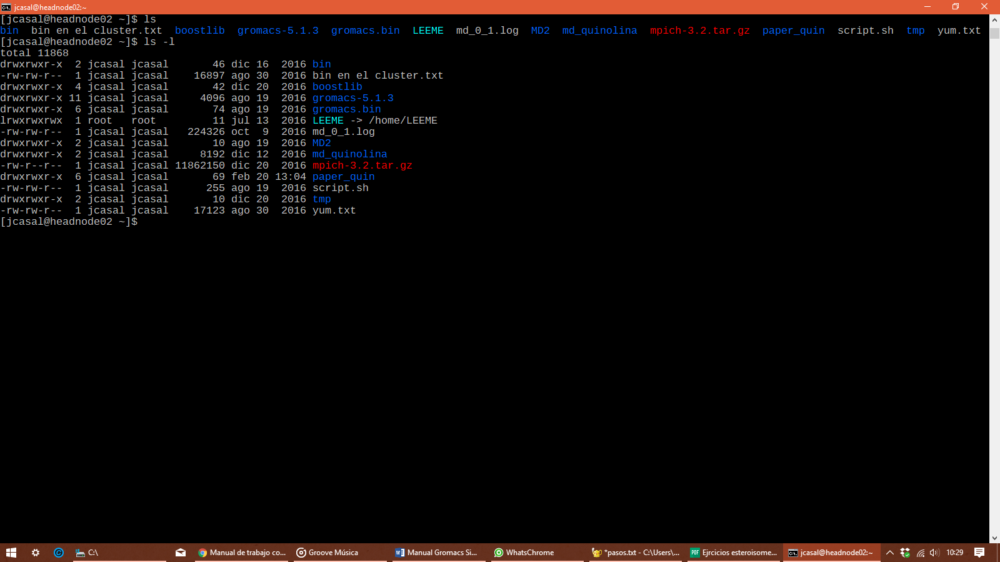 jcasal@headnode02:~
[jcasal@headnode02 ~]$ ls
bin  bin en el cluster.txt  boostlib  gromacs-5.1.3  gromacs.bin  LEEME  md_0_1.log  MD2  md_quinolina  mpich-3.2.tar.gz  paper_quin  script.sh  tmp  yum.txt
[jcasal@headnode02 ~]$ ls -l
total 11868
drwxrwxr-x  2 jcasal jcasal       46 dic 16  2016 bin
-rw-rw-r--  1 jcasal jcasal    16897 ago 30  2016 bin en el cluster.txt
drwxrwxr-x  4 jcasal jcasal       42 dic 20  2016 boostlib
drwxrwxr-x 11 jcasal jcasal     4096 ago 19  2016 gromacs-5.1.3
drwxrwxr-x  6 jcasal jcasal       74 ago 19  2016 gromacs.bin
lrwxrwxrwx  1 root   root         11 jul 13  2016 LEEME -> /home/LEEME
-rw-rw-r--  1 jcasal jcasal   224326 oct  9  2016 md_0_1.log
drwxrwxr-x  2 jcasal jcasal       10 ago 19  2016 MD2
drwxrwxr-x  2 jcasal jcasal     8192 dic 12  2016 md_quinolina
-rw-r--r--  1 jcasal jcasal 11862150 dic 20  2016 mpich-3.2.tar.gz
drwxrwxr-x  6 jcasal jcasal       69 feb 20 13:04 paper_quin
-rw-rw-r--  1 jcasal jcasal      255 ago 19  2016 script.sh
drwxrwxr-x  2 jcasal jcasal       10 dic 20  2016 tmp
-rw-rw-r--  1 jcasal jcasal    17123 ago 30  2016 yum.txt
[jcasal@headnode02 ~]$
C:\ Manual de trabajo co... Groove Música Manual Gromacs Si... WhatsChrome *pasos.txt - C:\Users\... PDF Ejrcicios esteroisome... jcasal@headnode02:~ 10:29